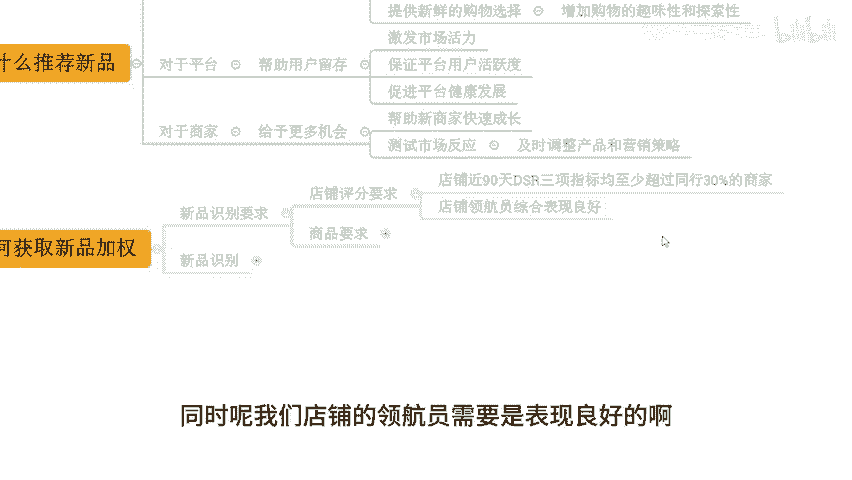 提供新鲜的购物选择 增加购物的趣味性和探索性
bilibili
激发市场活力
什么推荐新品 对于平台 帮助用户留存 保证平台用户活跃度
促进平台健康发展
帮助新商家快速成长
对于商家 给予更多机会
测试市场反应 及时调整产品和营销策略
店铺近90天DSR三项指标均至少超过同行30%的商家
店铺评分要求
店铺领航员综合表现良好
新品识别要求
商品要求
何获取新品加权
新品识别
同时呢我们店铺的领航员需要是表现良好的啊